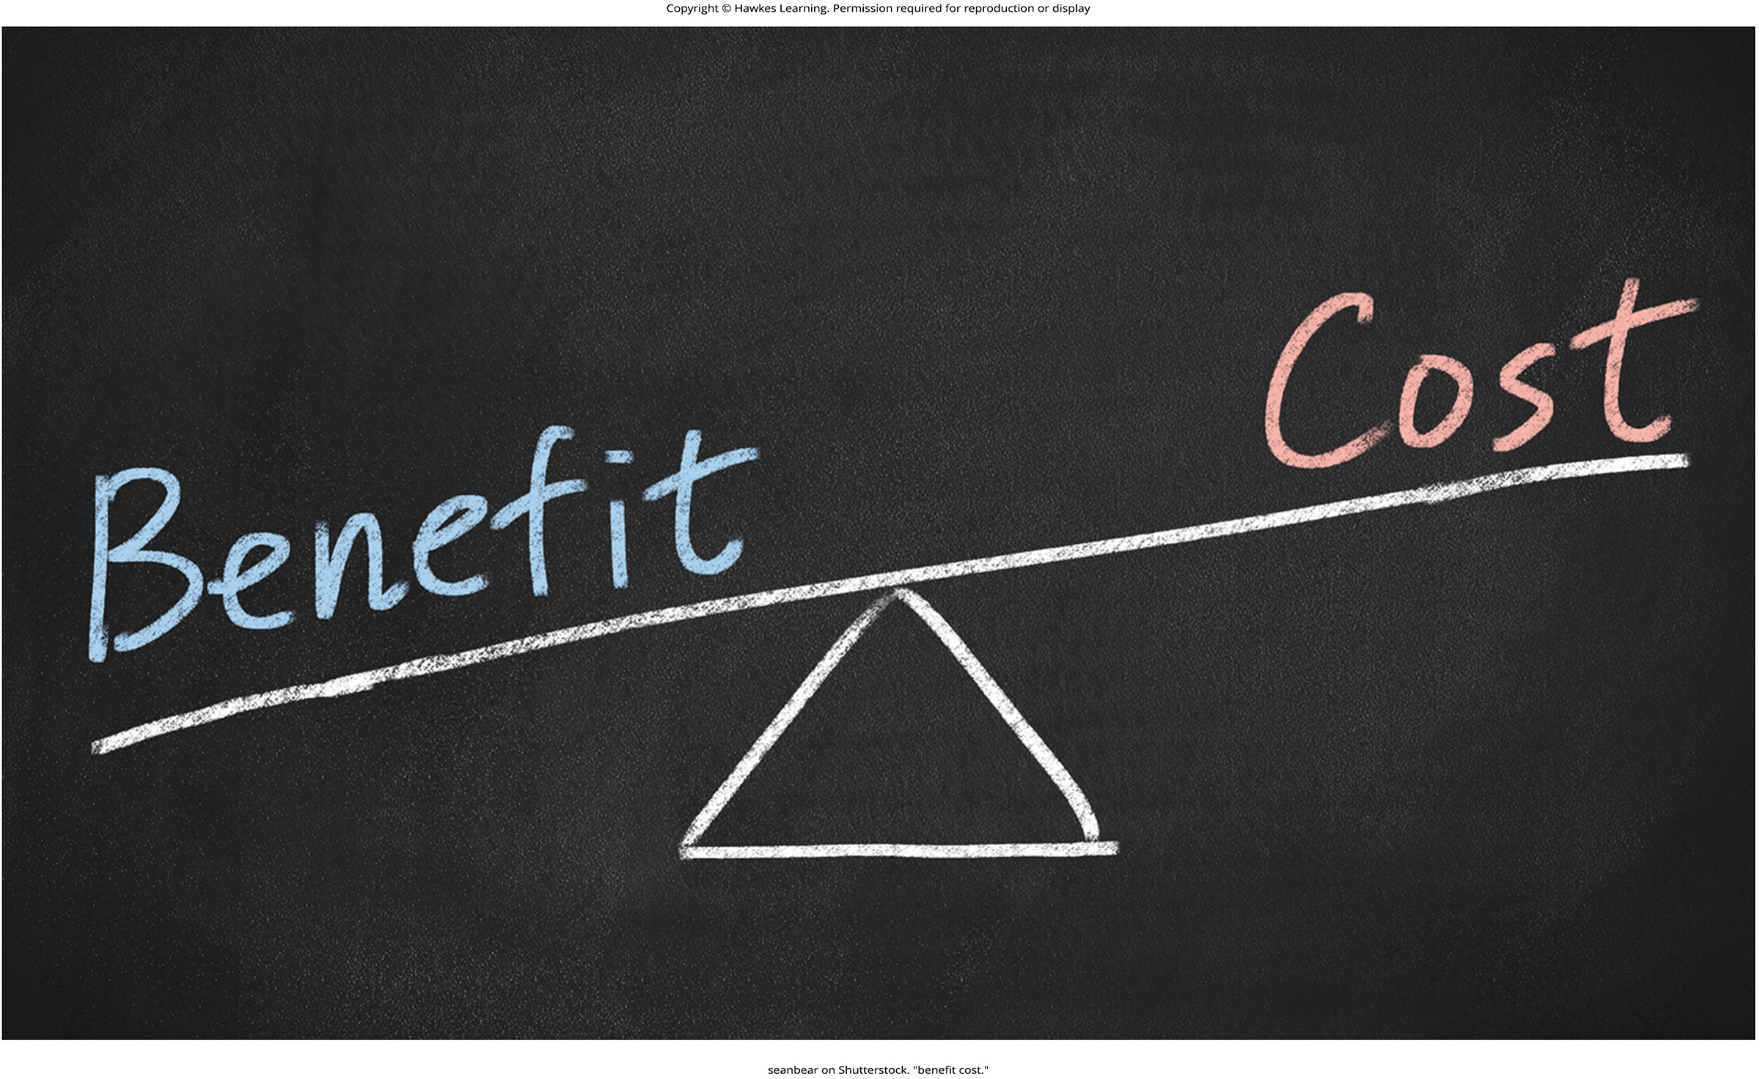 Copyright © Hawkes Learning. Permission required for reproduction or display
Benefit
Cost
seanbear on Shutterstock. "benefit cost."